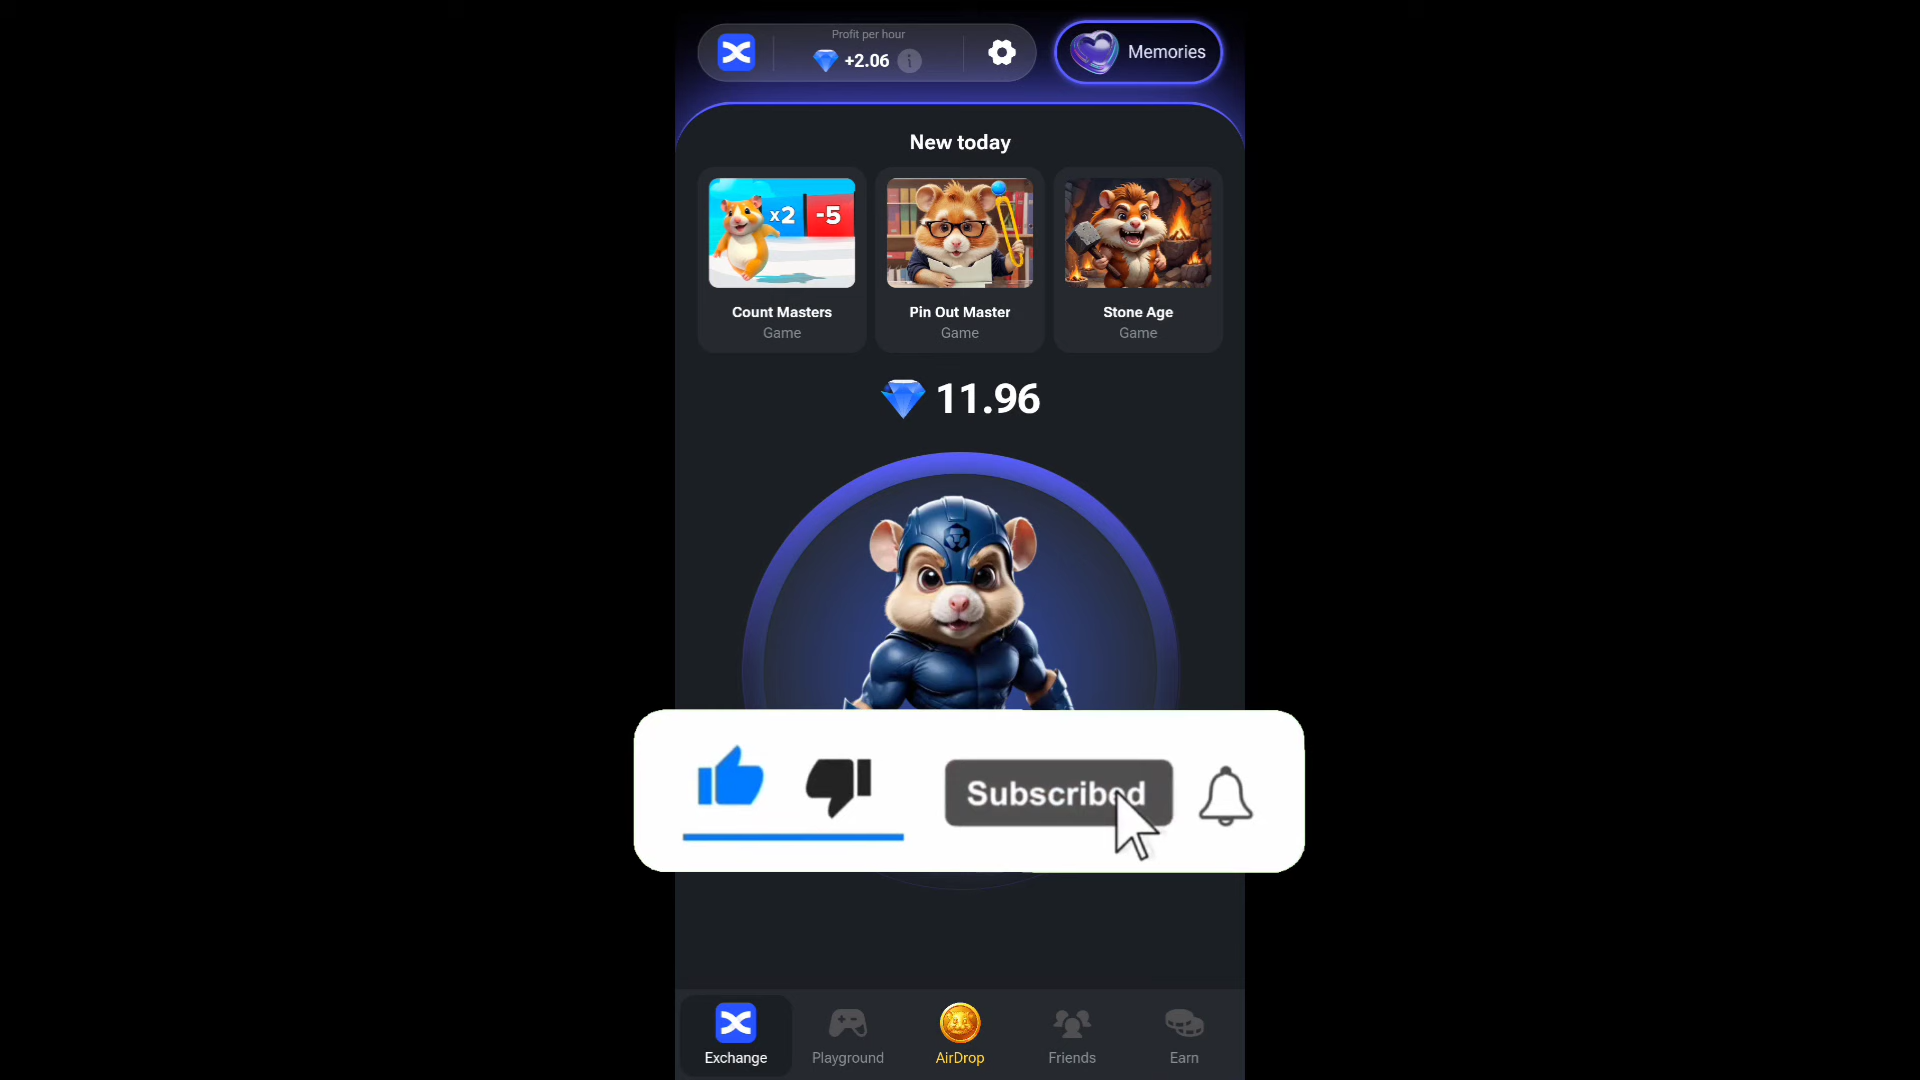 Profit per hour
+2.06
Memories
New today
x2 -5
Count Masters
Game
Pin Out Master
Game
Stone Age
Game
11.96
Subscribed
Exchange
Playground
AirDrop
Friends
Earn